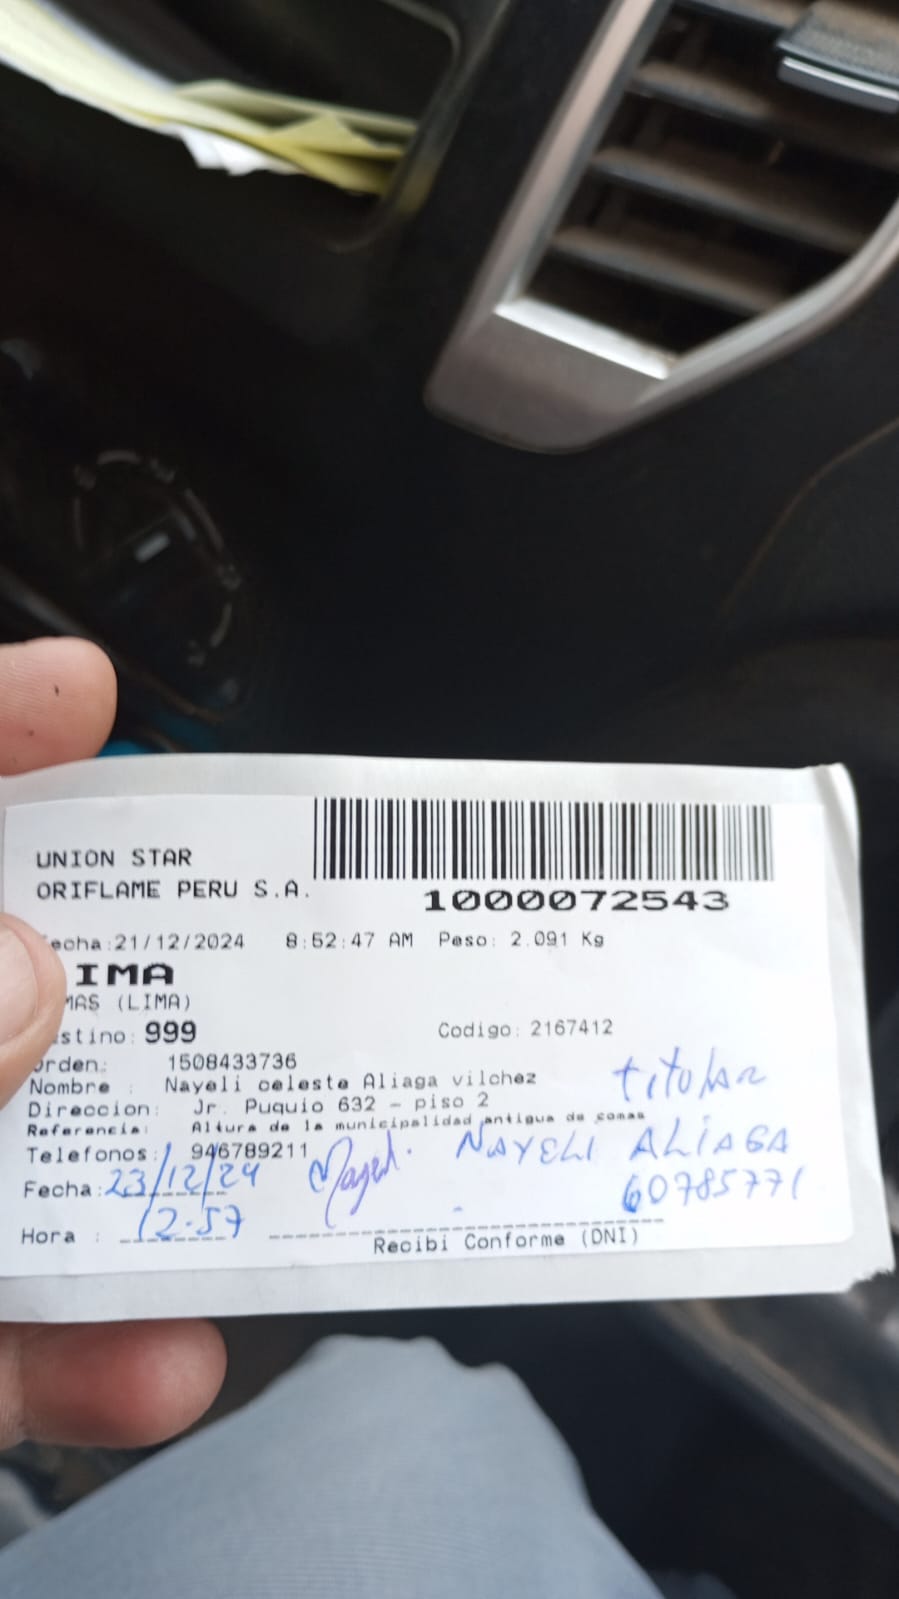 UNION STAR
ORIFLAME PERU S.A.
1000072543
echa:21/12/2024 8:52:47 AM Peso: 2.091 Kg
IMA
MAS (LIMA)
stino: 999 Codigo: 2167412
Orden: 1508433736
Nombre : Nayeli celeste Aliaga vilchez
titular
Direccion: Jr. Puquio 632 - piso 2
Referencia: Altura de la municipalidad antigua de comas
Telefonos: 946789211
NAYELI ALIAGA
Fecha: 23/12/24
60785771
Hora : 12:57
Recibi Conforme (DNI)